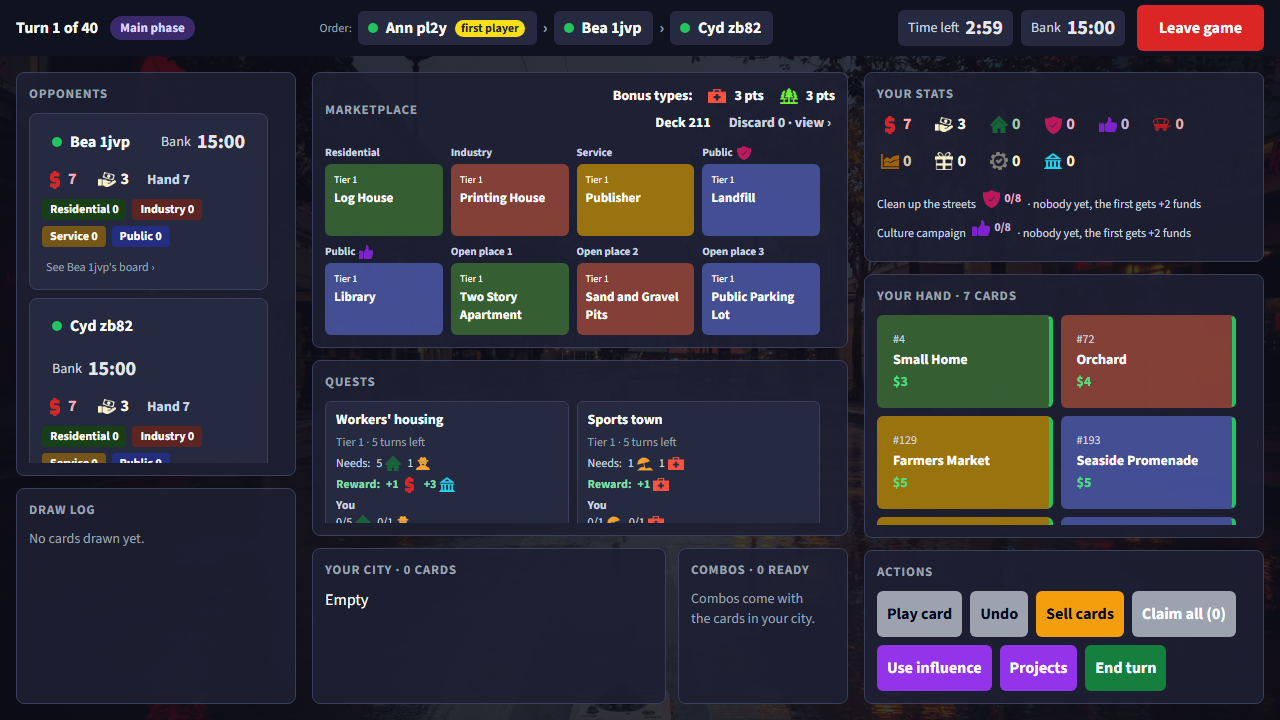 Turn 1 of 40 Main phase Order: Ann pl2y first player › Bea 1jvp › Cyd zb82 Time left 2:59 Bank 15:00 Leave game
OPPONENTS
Bea 1jvp Bank 15:00
7 3 Hand 7
Residential 0 Industry 0
Service 0 Public 0
See Bea 1jvp's board ›
Cyd zb82
Bank 15:00
7 3 Hand 7
Residential 0 Industry 0
Service 0 Public 0
DRAW LOG
No cards drawn yet.
MARKETPLACE
Bonus types: 3 pts 3 pts
Deck 211 Discard 0 · view ›
Residential Industry Service Public
Tier 1 Tier 1 Tier 1 Tier 1
Log House Printing House Publisher Landfill
Public Open place 1 Open place 2 Open place 3
Tier 1 Tier 1 Tier 1 Tier 1
Library Two Story Sand and Gravel Public Parking
Apartment Pits Lot
QUESTS
Workers' housing Sports town
Tier 1 · 5 turns left Tier 1 · 5 turns left
Needs: 5 1 Needs: 1 1
Reward: +1 +3 Reward: +1
You You
0/5 0/1 0/1 0/1
YOUR CITY · 0 CARDS
Empty
COMBOS · 0 READY
Combos come with
the cards in your city.
YOUR STATS
7 3 0 0 0 0
0 0 0 0
Clean up the streets 0/8 · nobody yet, the first gets +2 funds
Culture campaign 0/8 · nobody yet, the first gets +2 funds
YOUR HAND · 7 CARDS
#4 #72
Small Home Orchard
$3 $4
#129 #193
Farmers Market Seaside Promenade
$5 $5
ACTIONS
Play card Undo Sell cards Claim all (0)
Use influence Projects End turn